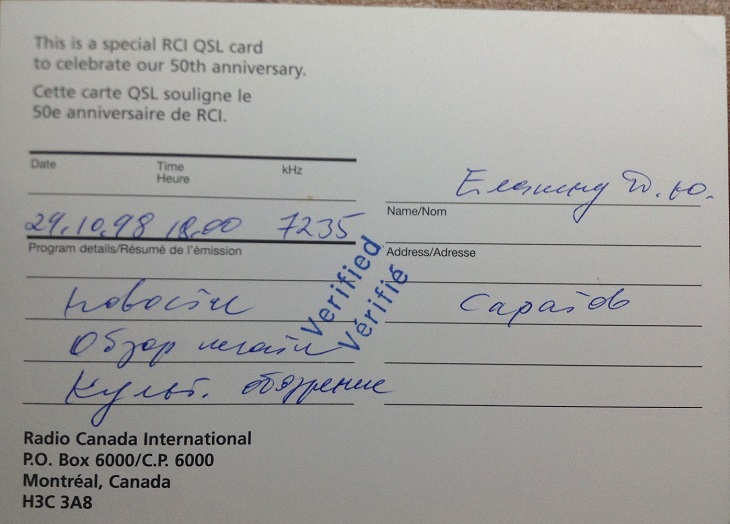 This is a special RCI QSL card
to celebrate our 50th anniversary.
Cette carte QSL souligne le
50e anniversaire de RCI.
Date Time kHz
Heure
29.10.98 18.00 7235
Program details/Résumé de l'émission
Новости
Обзор печати
Культ. обозрение
Verified
Vérifié
Radio Canada International
P.O. Box 6000/C.P. 6000
Montréal, Canada
H3C 3A8
Д.Ю.
Name/Nom
Address/Adresse
Саратов